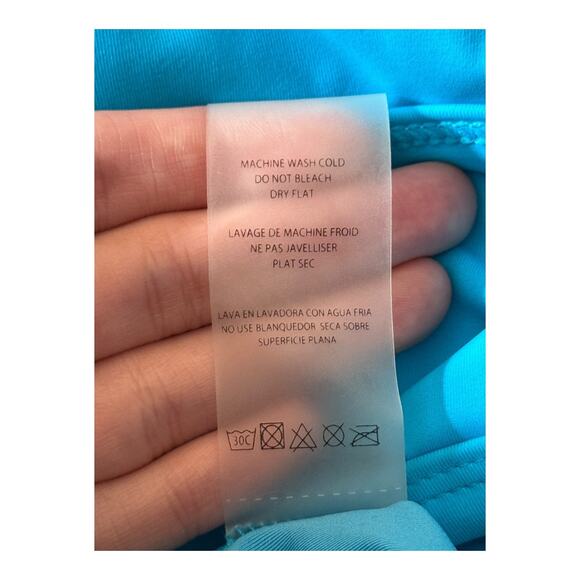 MACHINE WASH COLD
DO NOT BLEACH
DRY FLAT
LAVAGE DE MACHINE FROID
NE PAS JAVELLISER
PLAT SEC
LAVA EN LAVADORA CON AGUA FRIA
NO USE BLANQUEDOR SECA SOBRE
SUPERFICIE PLANA
30C